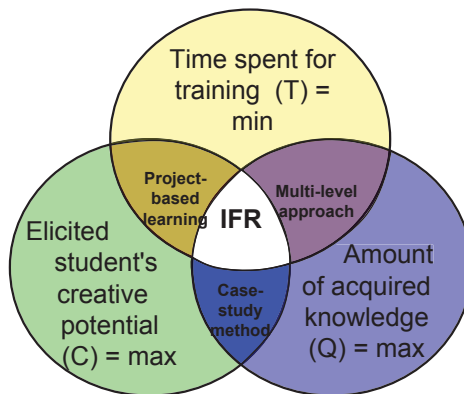 Time spent for
training (T) =
min
Project-
based
learning
IFR
Multi-level
approach
Elicited
student's
creative
potential
(C) = max
Case-
study
method
Amount
of acquired
knowledge
(Q) = max